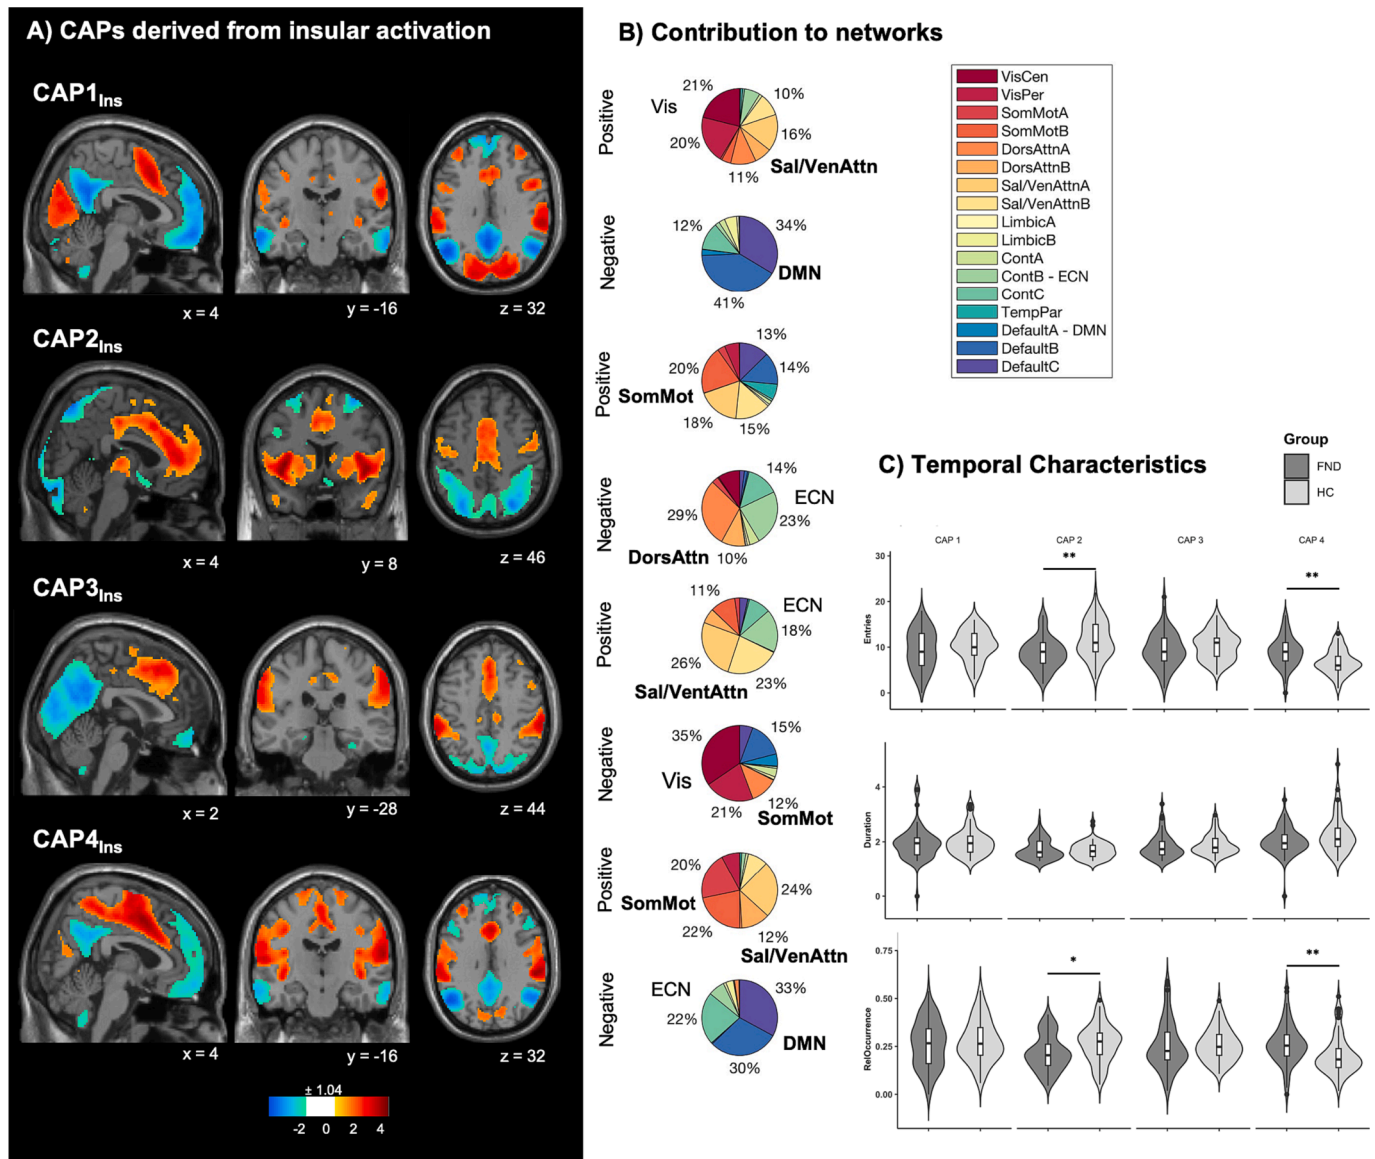 A) CAPs derived from insular activation
CAP1Ins
x = 4
y = -16
z = 32
CAP2Ins
x = 4
y = 8
z = 46
CAP3Ins
x = 2
y = -28
z = 44
CAP4Ins
x = 4
y = -16
z = 32
± 1.04
-2 0 2 4
B) Contribution to networks
Positive
21%
10%
Vis
20%
16%
Sal/VenAttn
11%
Negative
12%
34%
DMN
41%
Positive
13%
20%
14%
SomMot
18%
15%
Negative
14%
ECN
29%
23%
DorsAttn
10%
Positive
11%
ECN
18%
26%
Sal/VentAttn
23%
Negative
35%
15%
Vis
21%
12%
SomMot
Positive
20%
24%
SomMot
22%
12%
Sal/VenAttn
Negative
ECN
33%
22%
DMN
30%
VisCen
VisPer
SomMotA
SomMotB
DorsAttnA
DorsAttnB
Sal/VenAttnA
Sal/VenAttnB
LimbicA
LimbicB
ContA
ContB - ECN
ContC
TempPar
DefaultA - DMN
DefaultB
DefaultC
C) Temporal Characteristics
Group
FND
HC
CAP 1
CAP 2
CAP 3
CAP 4
Entries
30
20
10
0
**
**
Duration
4
2
0
RelOccurrence
0.75
0.50
0.25
0.00
*
**